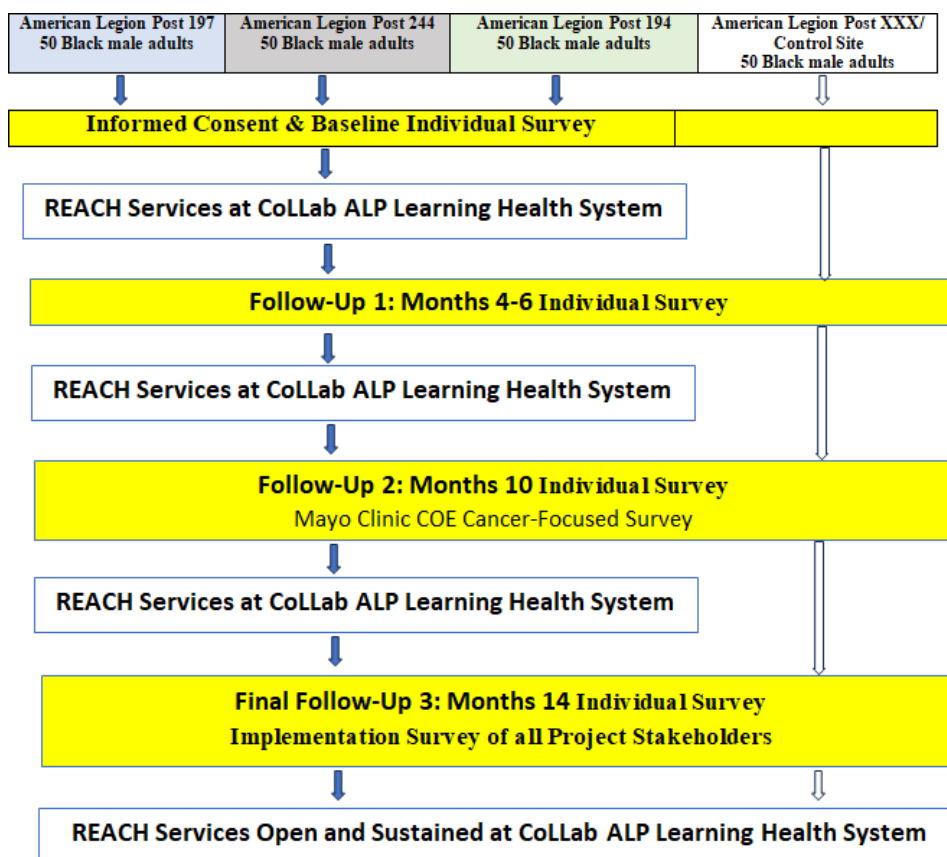 American Legion Post 197
50 Black male adults
American Legion Post 244
50 Black male adults
American Legion Post 194
50 Black male adults
American Legion Post XXX/
Control Site
50 Black male adults
Informed Consent & Baseline Individual Survey
REACH Services at CoLLab ALP Learning Health System
Follow-Up 1: Months 4-6 Individual Survey
REACH Services at CoLLab ALP Learning Health System
Follow-Up 2: Months 10 Individual Survey
Mayo Clinic COE Cancer-Focused Survey
REACH Services at CoLLab ALP Learning Health System
Final Follow-Up 3: Months 14 Individual Survey
Implementation Survey of all Project Stakeholders
REACH Services Open and Sustained at CoLLab ALP Learning Health System